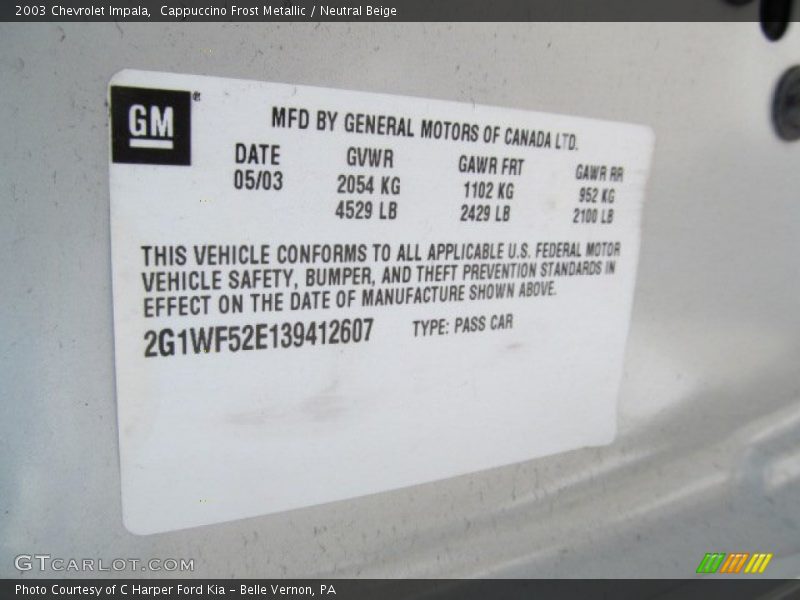 2003 Chevrolet Impala, Cappuccino Frost Metallic / Neutral Beige
GM
MFD BY GENERAL MOTORS OF CANADA LTD.
DATE GVWR GAWR FRT GAWR RR
05/03 2054 KG 1102 KG 952 KG
4529 LB 2429 LB 2100 LB
THIS VEHICLE CONFORMS TO ALL APPLICABLE U.S. FEDERAL MOTOR
VEHICLE SAFETY, BUMPER, AND THEFT PREVENTION STANDARDS IN
EFFECT ON THE DATE OF MANUFACTURE SHOWN ABOVE.
2G1WF52E139412607 TYPE: PASS CAR
GTCARLOT.COM
Photo Courtesy of C Harper Ford Kia - Belle Vernon, PA